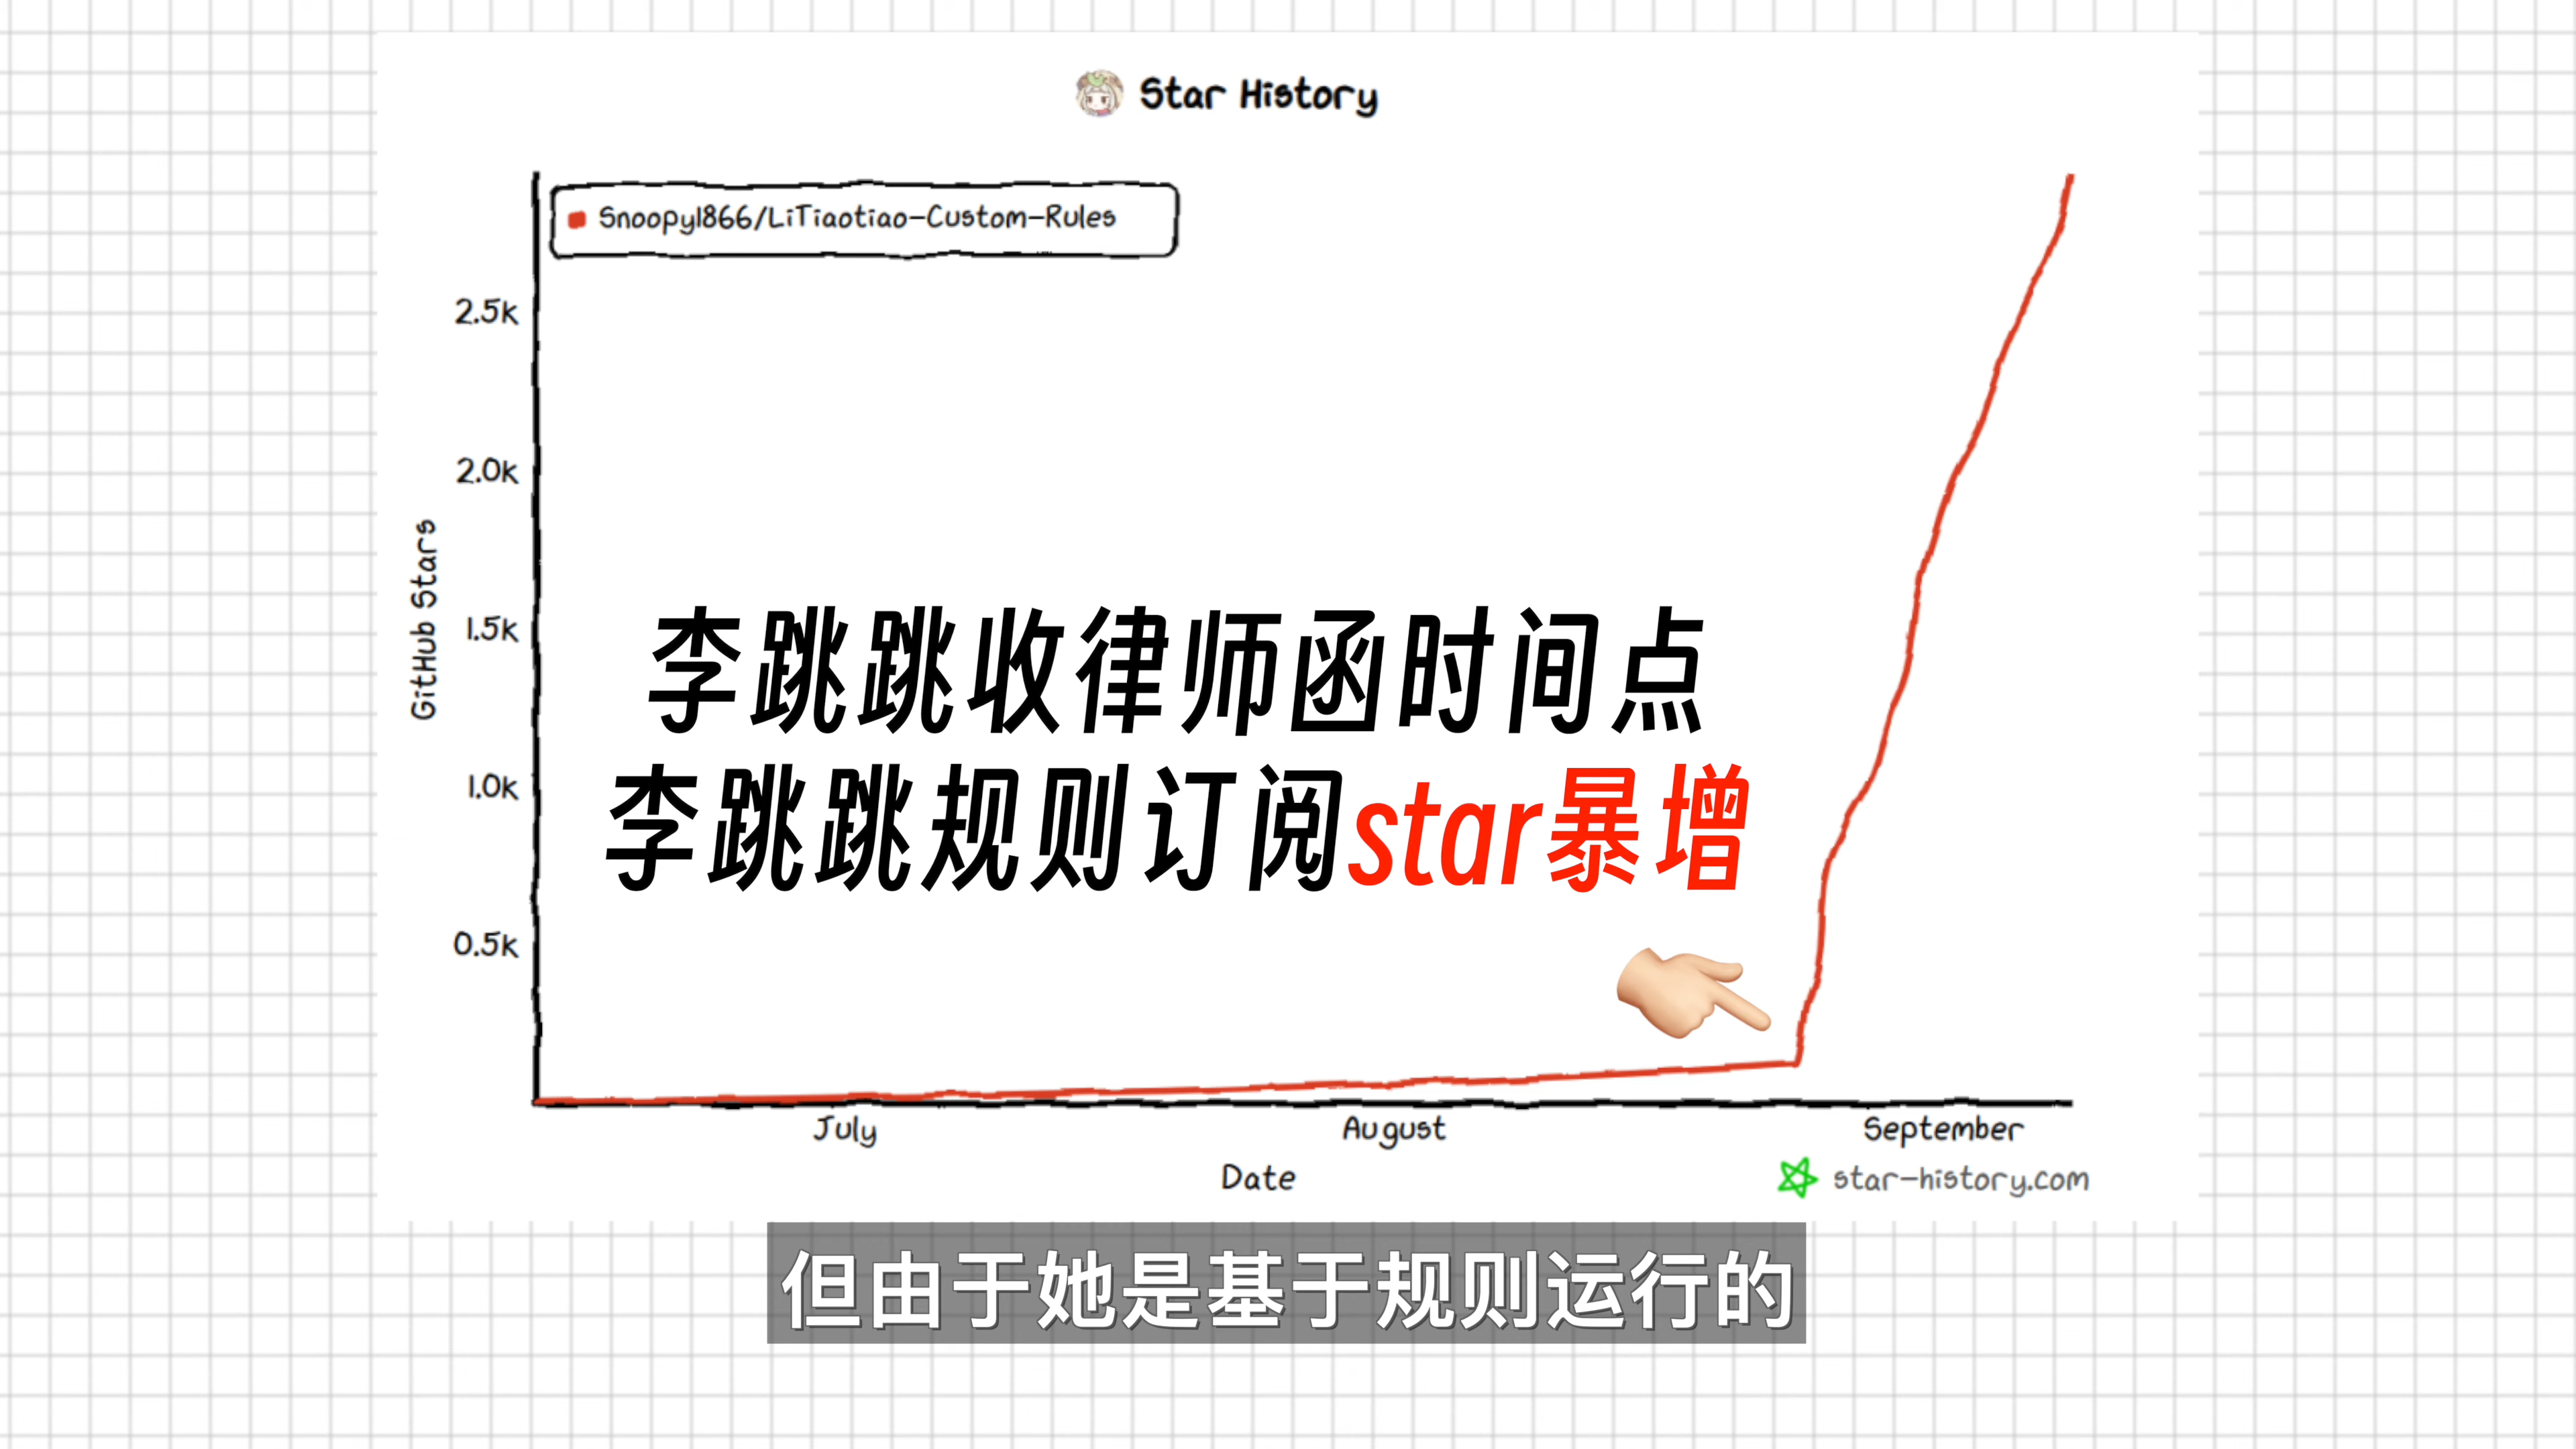 Star History
Snoopy1866/LiTiaotiao-Custom-Rules
2.5k
2.0k
1.5k
1.0k
0.5k
GitHub Stars
李跳跳收律师函时间点
李跳跳规则订阅star暴增
July
August
September
Date
star-history.com
但由于她是基于规则运行的